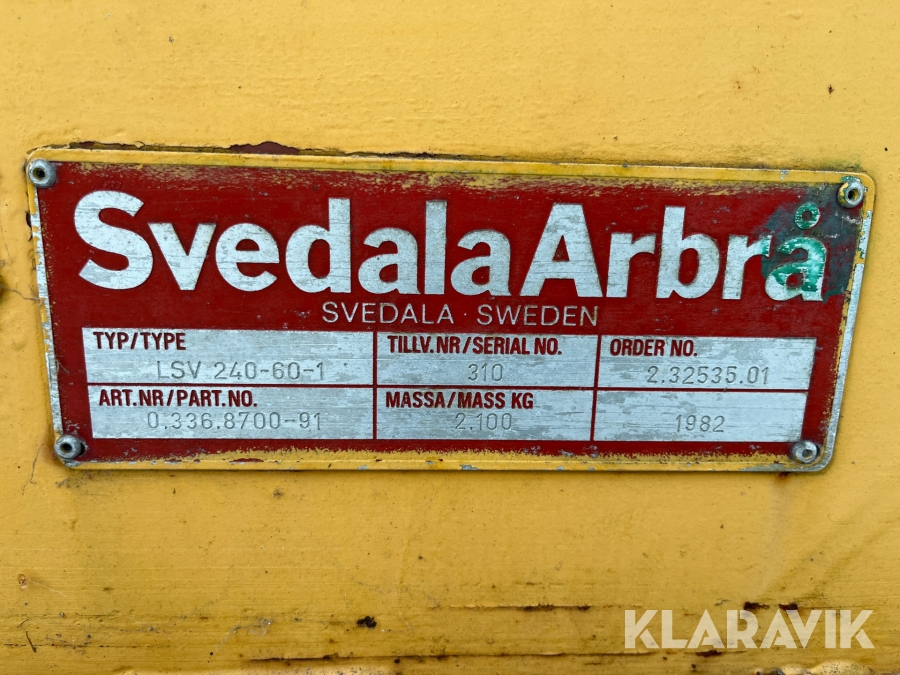 SvedalaArbrå
SVEDALA · SWEDEN
TYP/TYPE TILLV.NR/SERIAL NO. ORDER NO.
LSV 240-60-1 310 2.32535.01
ART.NR/PART.NO. MASSA/MASS KG
0.336.8700-91 2.100 1982
KLARAVIK